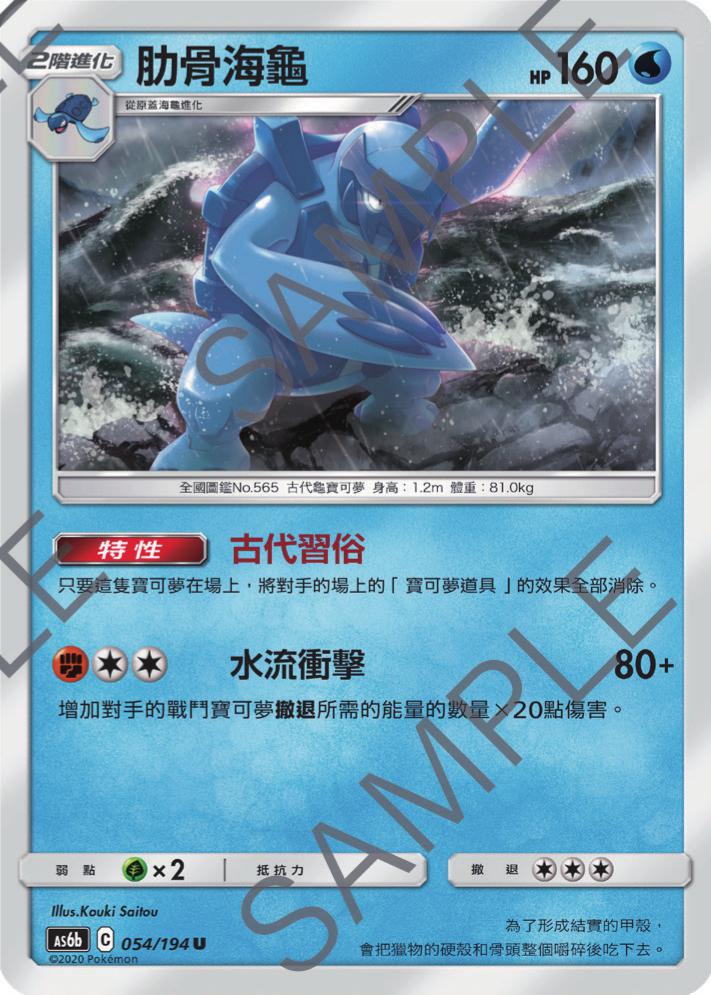 2階進化
肋骨海龜
HP 160
從原蓋海龜進化
全國圖鑑No.565 古代龜寶可夢 身高：1.2m 體重：81.0kg
特性 古代習俗
只要這隻寶可夢在場上，將對手的場上的「寶可夢道具」的效果全部消除。
水流衝擊 80+
增加對手的戰鬥寶可夢撤退所需的能量的數量×20點傷害。
弱點 ×2 抵抗力 撤退
Illus.Kouki Saitou
AS6b C 054/194 U
©2020 Pokémon
為了形成結實的甲殼，
會把獵物的硬殼和骨頭整個嚼碎後吃下去。
SAMPLE
SAMPLE